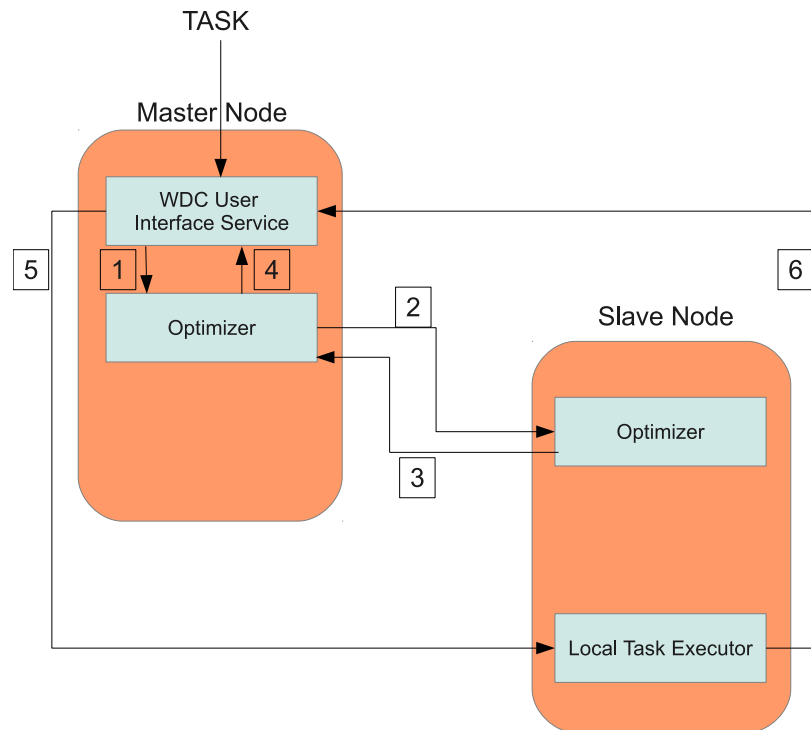 TASK
Master Node
WDC User
Interface Service
5
1
4
6
Optimizer
2
Slave Node
Optimizer
3
Local Task Executor